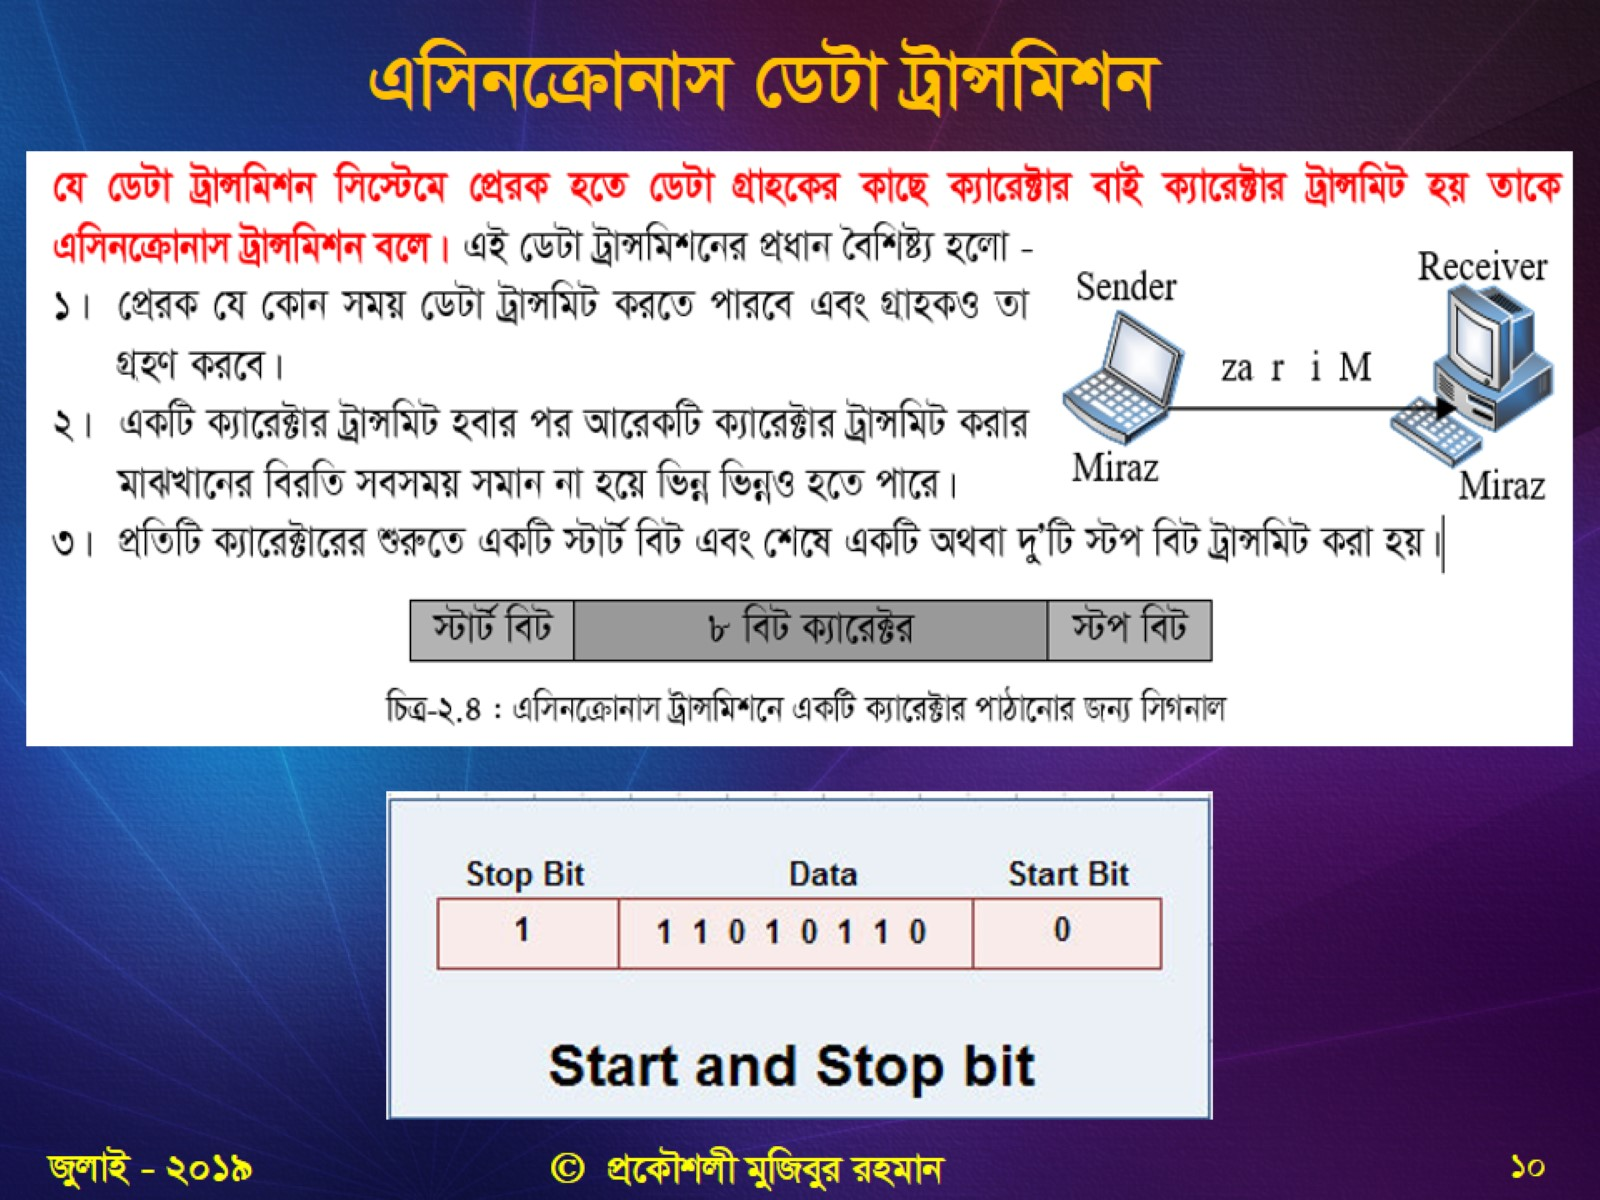 এসিনক্রোনাস ডেটা ট্রান্সমিশন
যে ডেটা ট্রান্সমিশন সিস্টেমে প্রেরক হতে ডেটা গ্রাহকের কাছে ক্যারেক্টার বাই ক্যারেক্টার ট্রান্সমিট হয় তাকে
এসিনক্রোনাস ট্রান্সমিশন বলে। এই ডেটা ট্রান্সমিশনের প্রধান বৈশিষ্ট্য হলো -
১। প্রেরক যে কোন সময় ডেটা ট্রান্সমিট করতে পারবে এবং গ্রাহকও তা
গ্রহণ করবে।
২। একটি ক্যারেক্টার ট্রান্সমিট হবার পর আরেকটি ক্যারেক্টার ট্রান্সমিট করার
মাঝখানের বিরতি সবসময় সমান না হয়ে ভিন্ন ভিন্নও হতে পারে।
Sender
Receiver
za r i M
Miraz
Miraz
৩। প্রতিটি ক্যারেক্টারের শুরুতে একটি স্টার্ট বিট এবং শেষে একটি অথবা দু’টি স্টপ বিট ট্রান্সমিট করা হয়।
স্টার্ট বিট ৮ বিট ক্যারেক্টর স্টপ বিট
চিত্র-২.৪ : এসিনক্রোনাস ট্রান্সমিশনে একটি ক্যারেক্টার পাঠানোর জন্য সিগনাল
Stop Bit Data Start Bit
1 1 1 0 1 0 1 1 0 0
Start and Stop bit
জুলাই - ২০১৯ © প্রকৌশলী মুজিবুর রহমান ১০